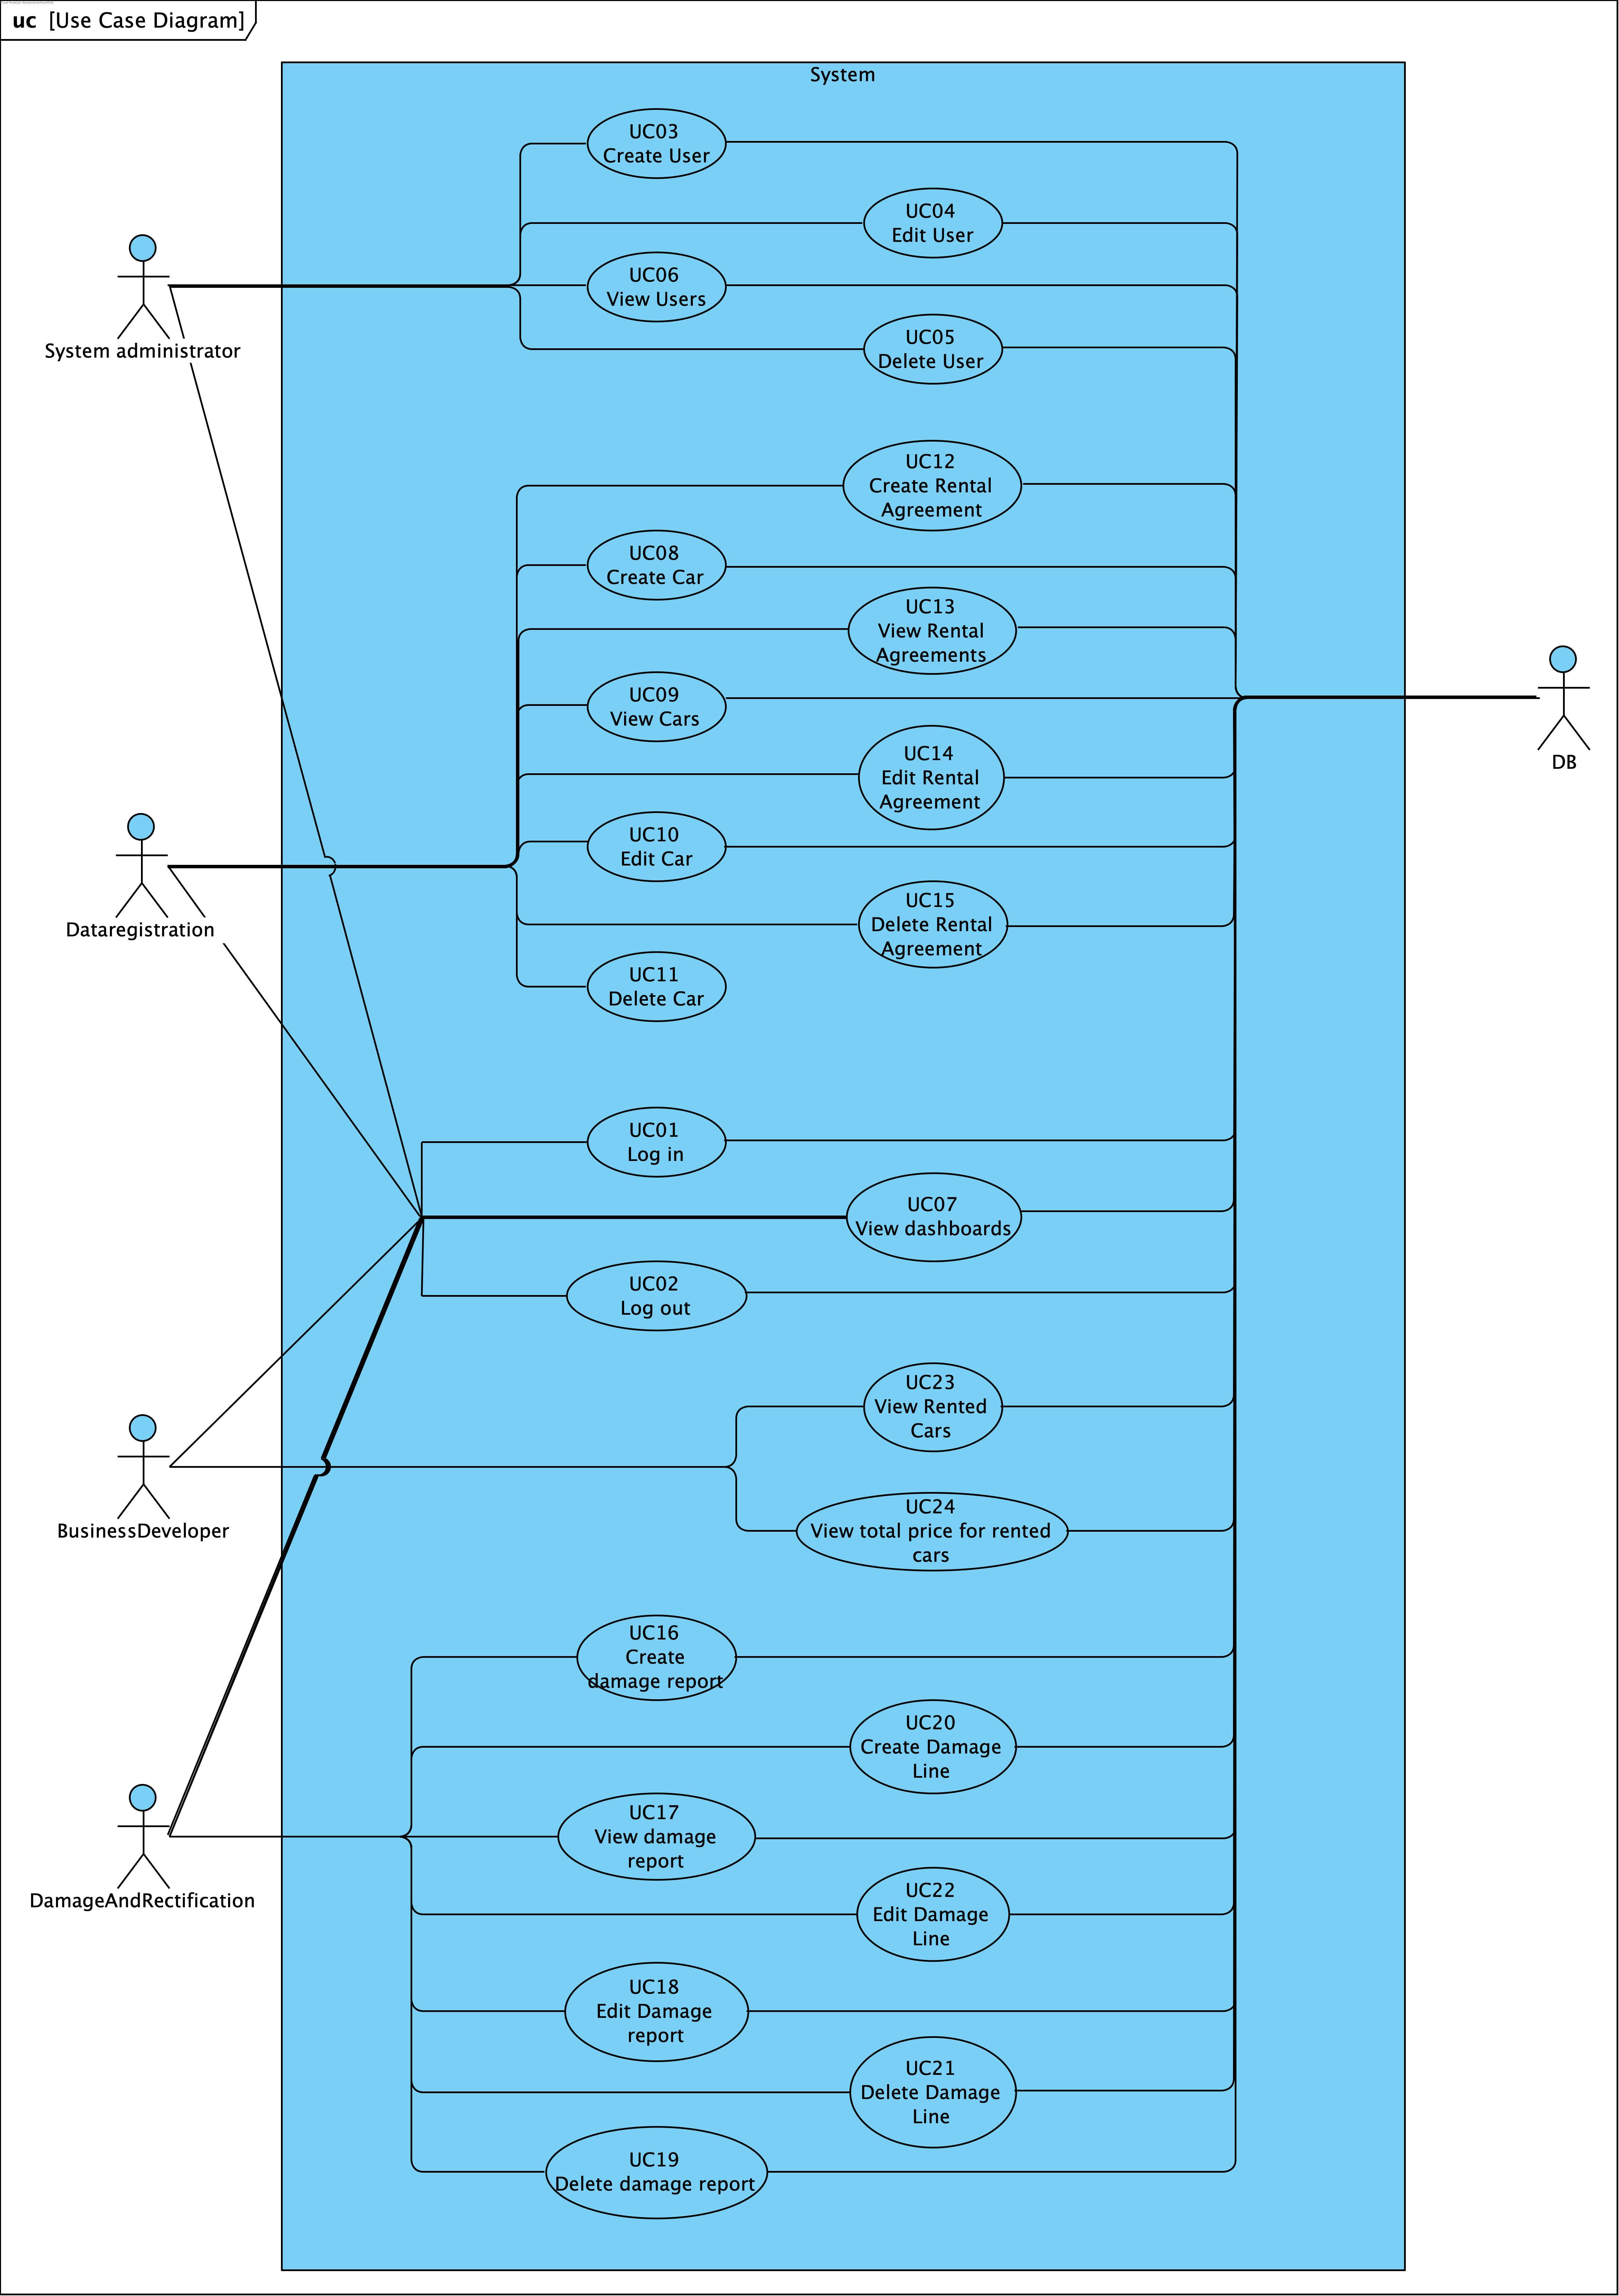 uc [Use Case Diagram]
System
UC03
Create User
UC04
Edit User
UC06
View Users
UC05
Delete User
System administrator
UC12
Create Rental
Agreement
UC08
Create Car
UC13
View Rental
Agreements
UC09
View Cars
UC14
Edit Rental
Agreement
DB
UC10
Edit Car
UC15
Delete Rental
Agreement
Dataregistration
UC11
Delete Car
UC01
Log in
UC07
View dashboards
UC02
Log out
UC23
View Rented
Cars
UC24
View total price for rented
cars
BusinessDeveloper
UC16
Create
damage report
UC20
Create Damage
Line
UC17
View damage
report
DamageAndRectification
UC22
Edit Damage
Line
UC18
Edit Damage
report
UC21
Delete Damage
Line
UC19
Delete damage report